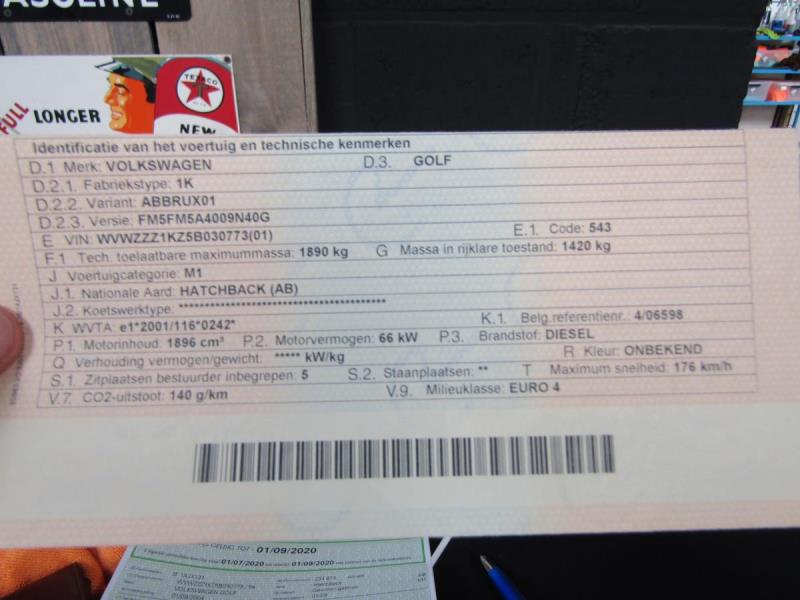 GASOLINE
FULL LONGER
TEXACO
T
NEW
Identificatie van het voertuig en technische kenmerken
D.1 Merk: VOLKSWAGEN D.3. GOLF
D.2.1. Fabriekstype: 1K
D.2.2. Variant: ABBRUX01
D.2.3. Versie: FM5FM5A4009N40G
E VIN: WVWZZZ1KZ5B030773(01) E.1. Code: 543
F.1 Tech. toelaatbare maximummassa: 1890 kg G Massa in rijklare toestand: 1420 kg
J Voertuigcategorie: M1
J.1. Nationale Aard: HATCHBACK (AB)
J.2. Koetswerktype: ****************************************
K WVTA: e1*2001/116*0242* K.1. Belg.referentienr.: 4/06598
P.1. Motorinhoud: 1896 cm³ P.2. Motorvermogen: 66 kW P.3. Brandstof: DIESEL
Q Verhouding vermogen/gewicht: ***** kW/kg R Kleur: ONBEKEND
S.1. Zitplaatsen bestuurder inbegrepen: 5 S.2. Staanplaatsen: ** T Maximum snelheid: 176 km/h
V.7. CO2-uitstoot: 140 g/km V.9. Milieuklasse: EURO 4
GELDIG TOT: 01/09/2020
01/07/2020 01/09/2020
VOLKSWAGEN GOLF